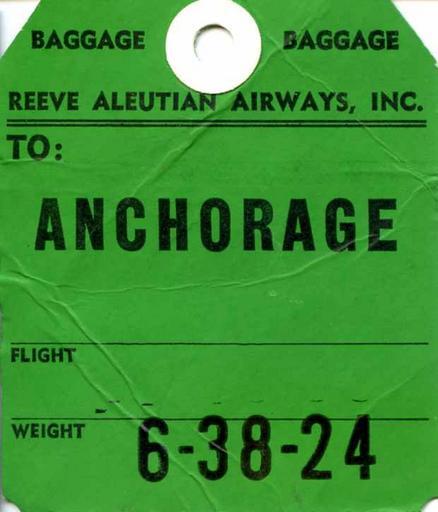 BAGGAGE BAGGAGE
REEVE ALEUTIAN AIRWAYS, INC.
TO:
ANCHORAGE
FLIGHT
WEIGHT
6-38-24